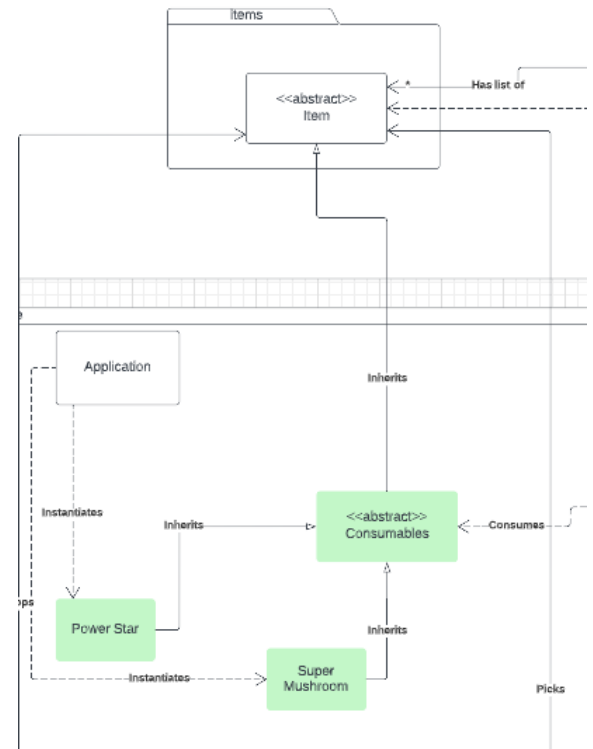 Items
<<abstract>>
Item
*
Has list of
Application
Inherits
Instantiates
Inherits
<<abstract>>
Consumables
Consumes
Power Star
Inherits
Super
Mushroom
Instantiates
Picks